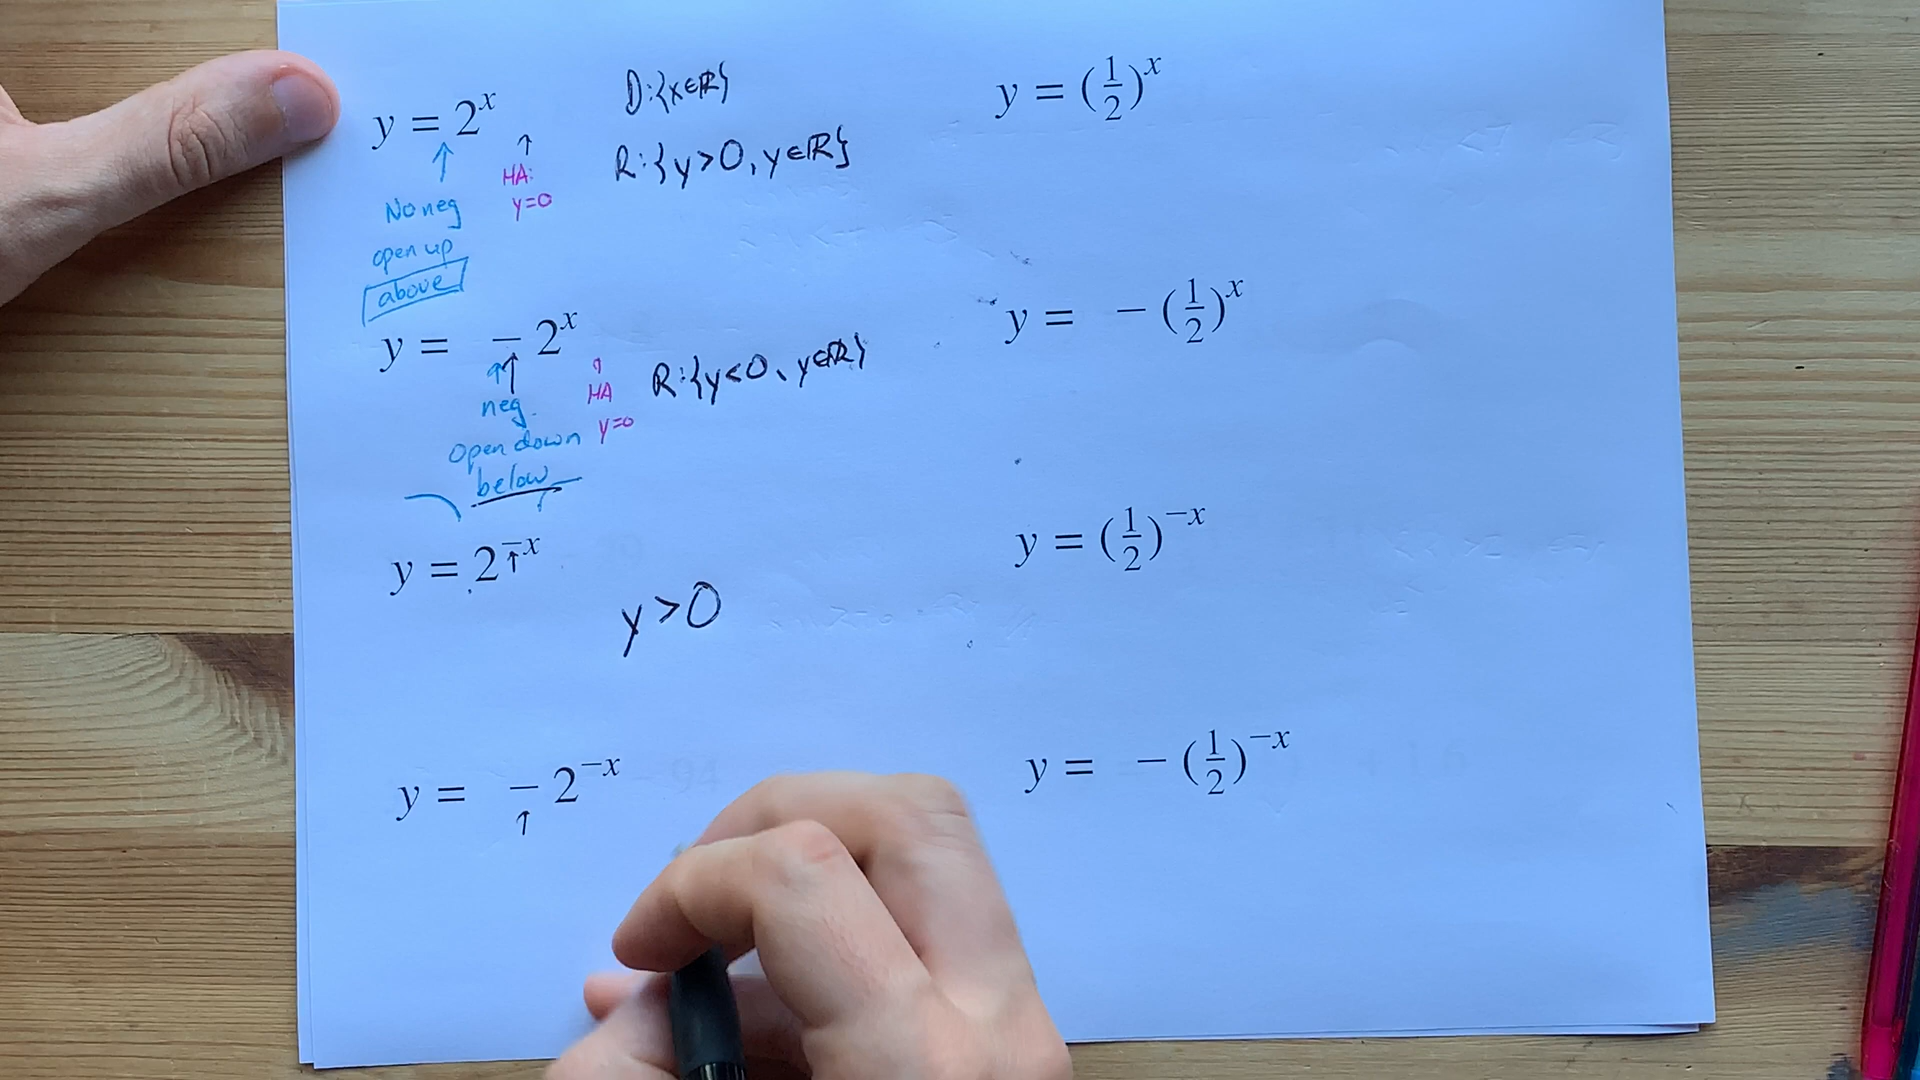 y = 2^x
D:{x∈ℝ}
HA:
y=0
R:{y>0, y∈ℝ}
No neg
open up
above
y = −2^x
neg.
Open down
below
HA
y=0
R:{y<0, y∈ℝ}
y = 2^−x
y>0
y = −2^−x
y = (1/2)^x
y = −(1/2)^x
y = (1/2)^−x
y = −(1/2)^−x